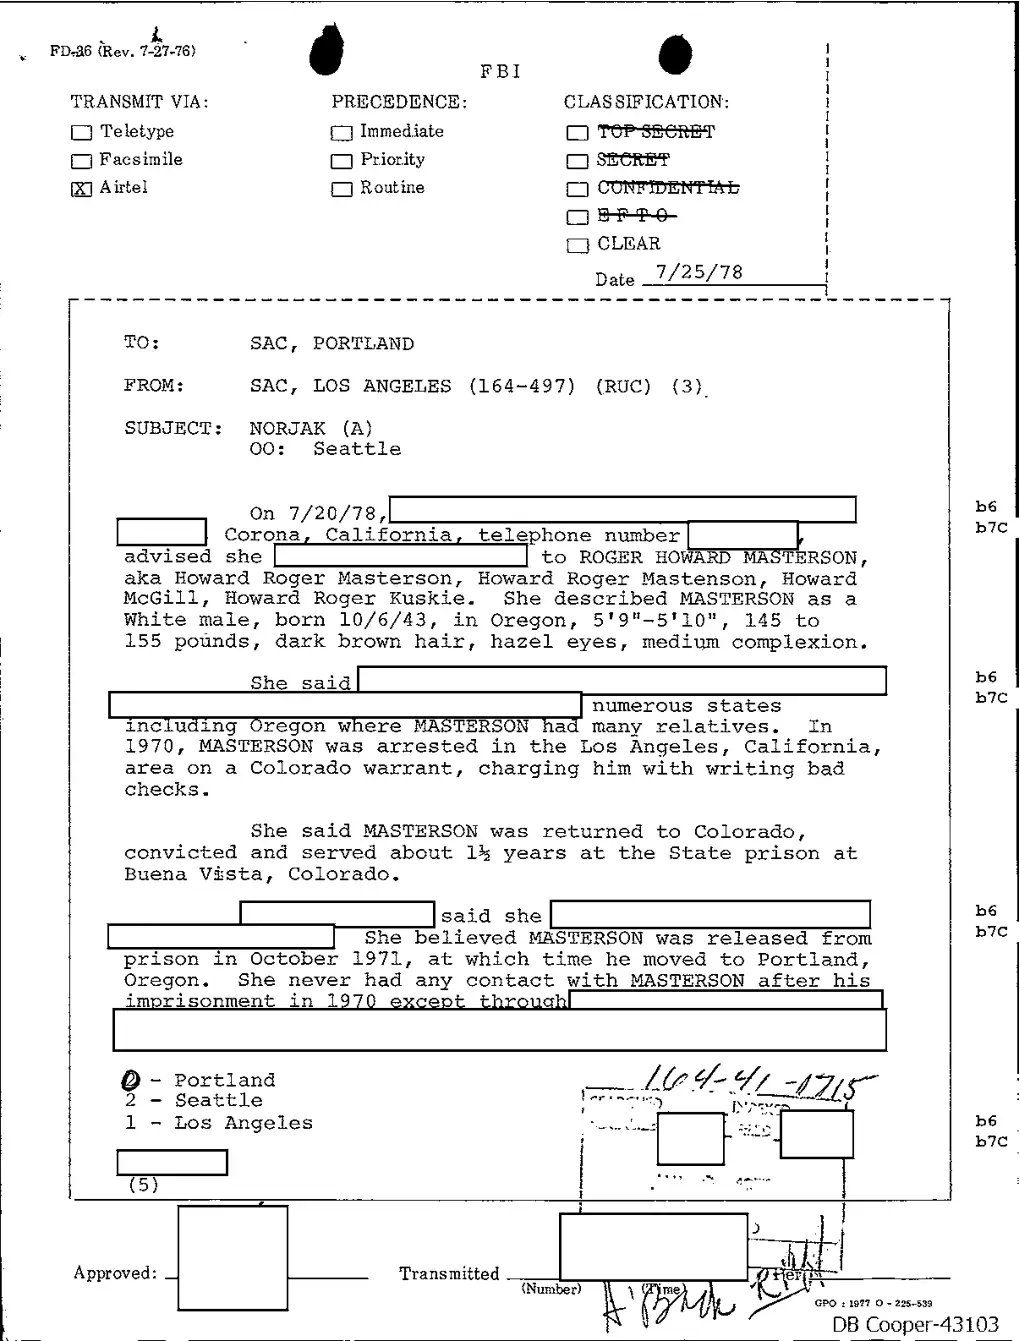 FD-36 (Rev. 7-27-76)
FBI
TRANSMIT VIA:
Teletype
Facsimile
X Airtel
PRECEDENCE:
Immediate
Priority
Routine
CLASSIFICATION:
TOP SECRET
SECRET
CONFIDENTIAL
E F T O
CLEAR
Date 7/25/78
TO: SAC, PORTLAND
FROM: SAC, LOS ANGELES (164-497) (RUC) (3)
SUBJECT: NORJAK (A)
OO: Seattle
On 7/20/78,
b6
b7C
Corona, California, telephone number ,
advised she to ROGER HOWARD MASTERSON,
aka Howard Roger Masterson, Howard Roger Mastenson, Howard
McGill, Howard Roger Kuskie. She described MASTERSON as a
White male, born 10/6/43, in Oregon, 5'9"-5'10", 145 to
155 pounds, dark brown hair, hazel eyes, medium complexion.
She said
b6
b7C
numerous states
including Oregon where MASTERSON had many relatives. In
1970, MASTERSON was arrested in the Los Angeles, California,
area on a Colorado warrant, charging him with writing bad
checks.
She said MASTERSON was returned to Colorado,
convicted and served about 1½ years at the State prison at
Buena Vista, Colorado.
said she
b6
b7C
She believed MASTERSON was released from
prison in October 1971, at which time he moved to Portland,
Oregon. She never had any contact with MASTERSON after his
imprisonment in 1970 except through
2 - Portland
2 - Seattle
1 - Los Angeles
(5)
164-41-1715
b6
b7C
Approved:
Transmitted
(Number) (Time)
Per
GPO : 1977 O - 225-539
DB Cooper-43103